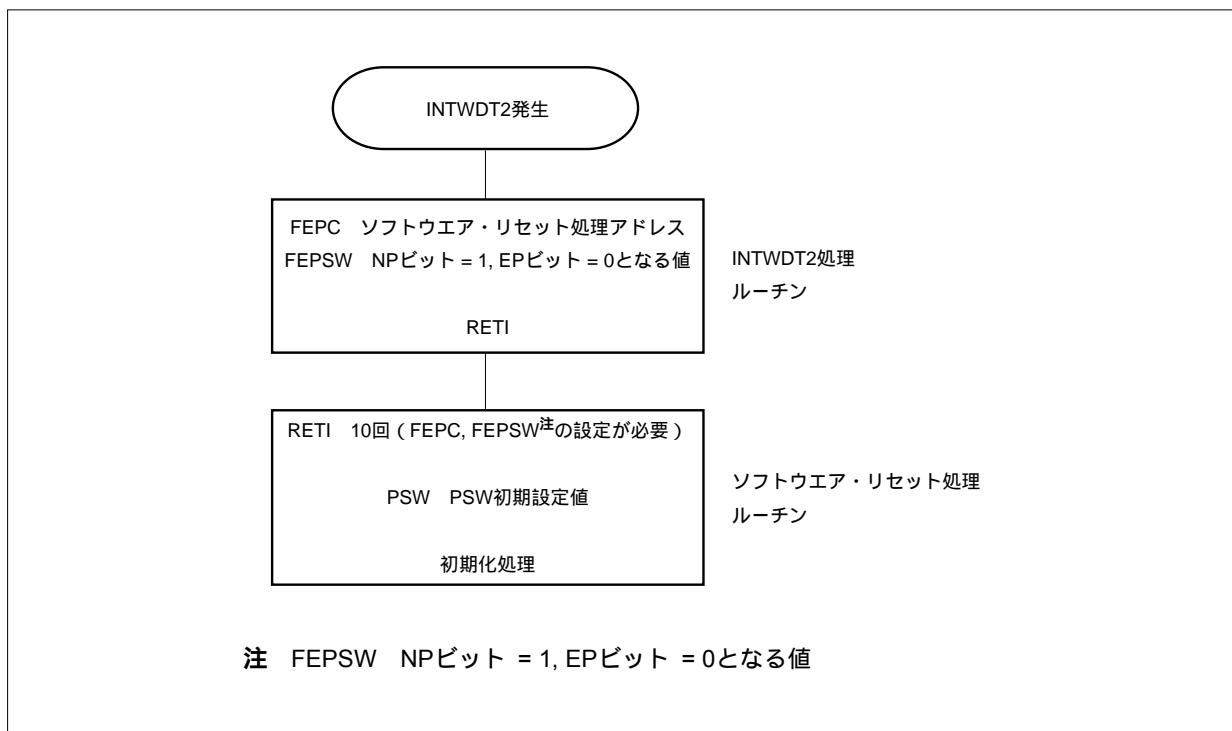 INTWDT2発生
FEPC　ソフトウエア・リセット処理アドレス
FEPSW　NPビット = 1, EPビット = 0となる値
RETI
INTWDT2処理
ルーチン
RETI　10回（FEPC, FEPSW注の設定が必要）
PSW　PSW初期設定値
初期化処理
ソフトウエア・リセット処理
ルーチン
注　FEPSW　NPビット = 1, EPビット = 0となる値